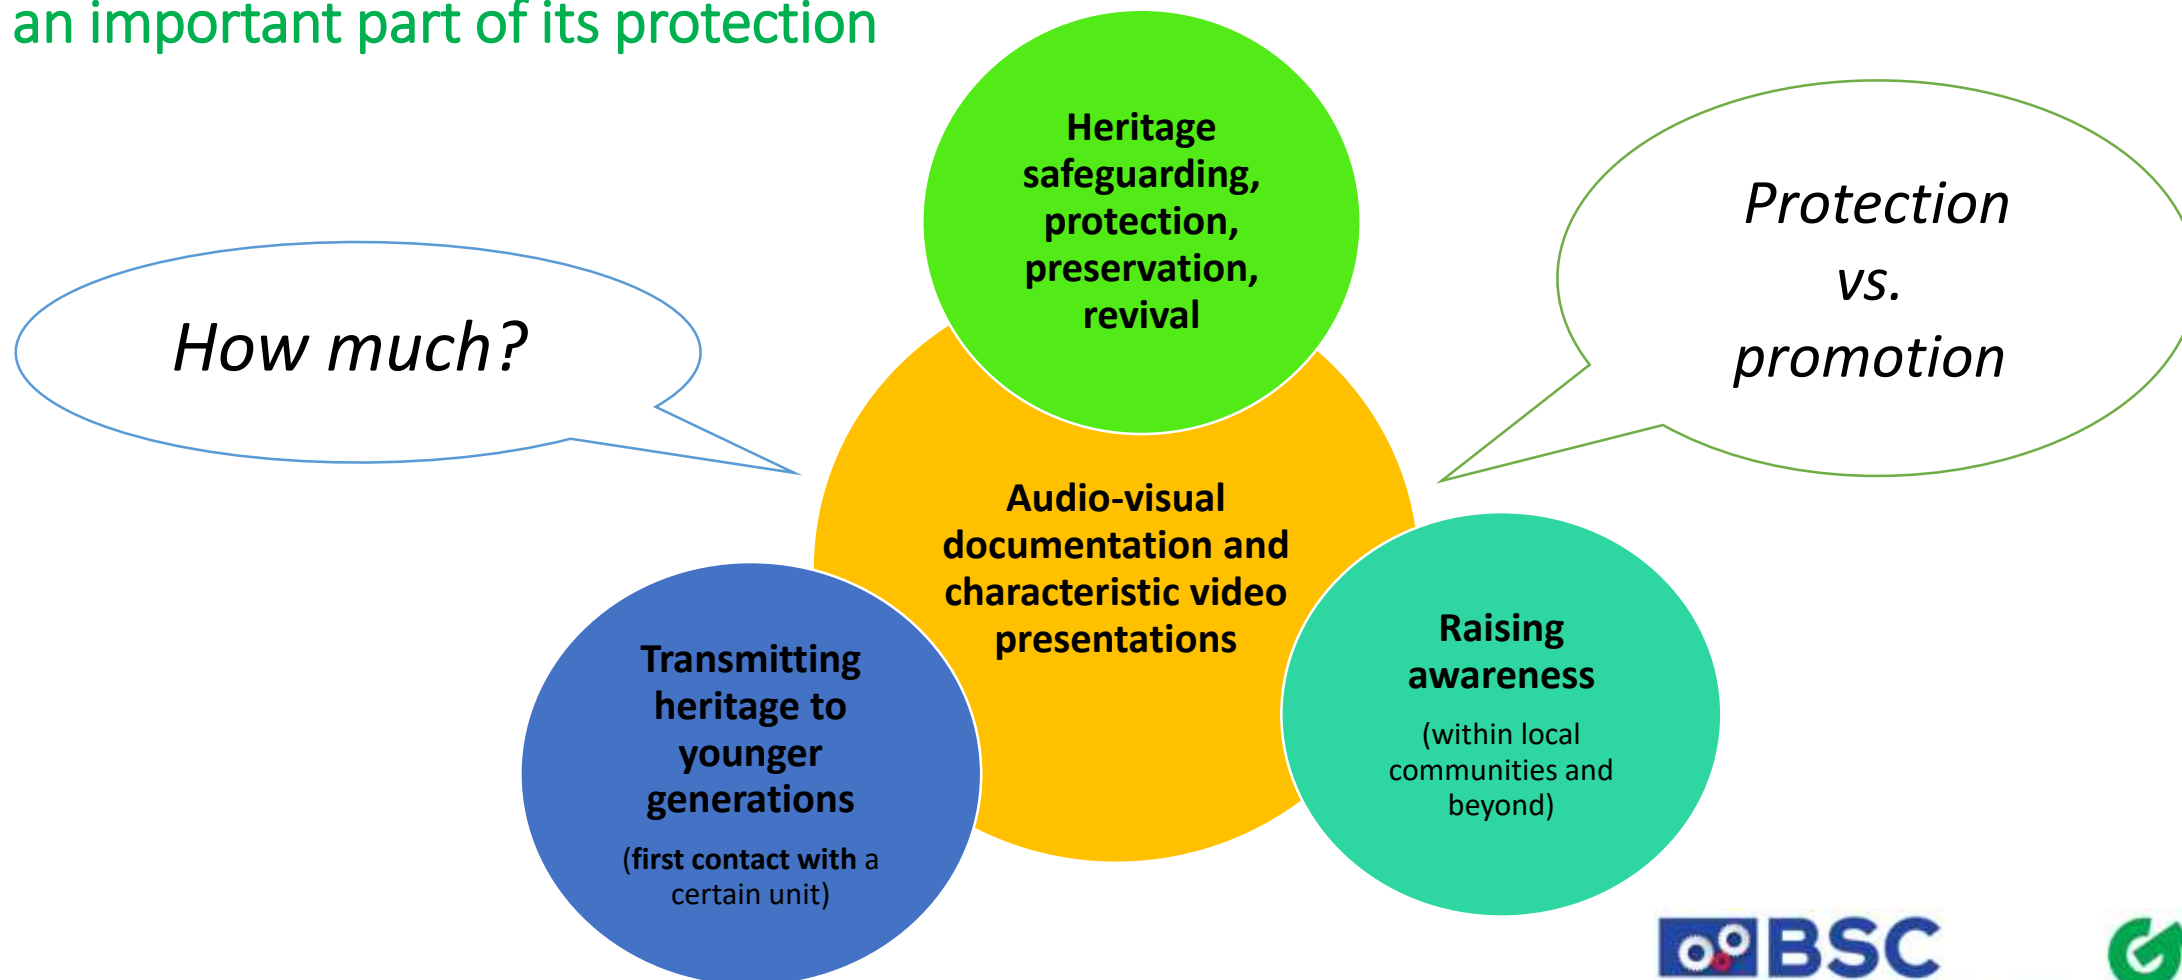 an important part of its protection
Heritage
safeguarding,
protection,
preservation,
revival
Protection
vs.
promotion
How much?
Audio-visual
documentation and
characteristic video
presentations
Transmitting
heritage to
younger
generations
(first contact with a
certain unit)
Raising
awareness
(within local
communities and
beyond)
BSC